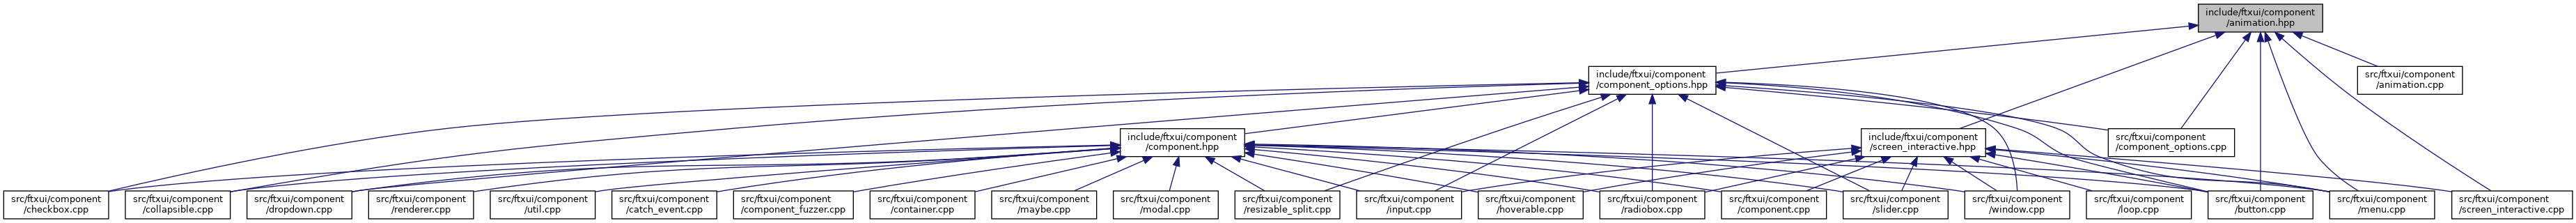 include/ftxui/component
/animation.hpp
include/ftxui/component
/component_options.hpp
src/ftxui/component
/animation.cpp
include/ftxui/component
/component.hpp
include/ftxui/component
/screen_interactive.hpp
src/ftxui/component
/component_options.cpp
src/ftxui/component
/checkbox.cpp
src/ftxui/component
/collapsible.cpp
src/ftxui/component
/dropdown.cpp
src/ftxui/component
/renderer.cpp
src/ftxui/component
/util.cpp
src/ftxui/component
/catch_event.cpp
src/ftxui/component
/component_fuzzer.cpp
src/ftxui/component
/container.cpp
src/ftxui/component
/maybe.cpp
src/ftxui/component
/modal.cpp
src/ftxui/component
/resizable_split.cpp
src/ftxui/component
/input.cpp
src/ftxui/component
/hoverable.cpp
src/ftxui/component
/radiobox.cpp
src/ftxui/component
/component.cpp
src/ftxui/component
/slider.cpp
src/ftxui/component
/window.cpp
src/ftxui/component
/loop.cpp
src/ftxui/component
/button.cpp
src/ftxui/component
/menu.cpp
src/ftxui/component
/screen_interactive.cpp